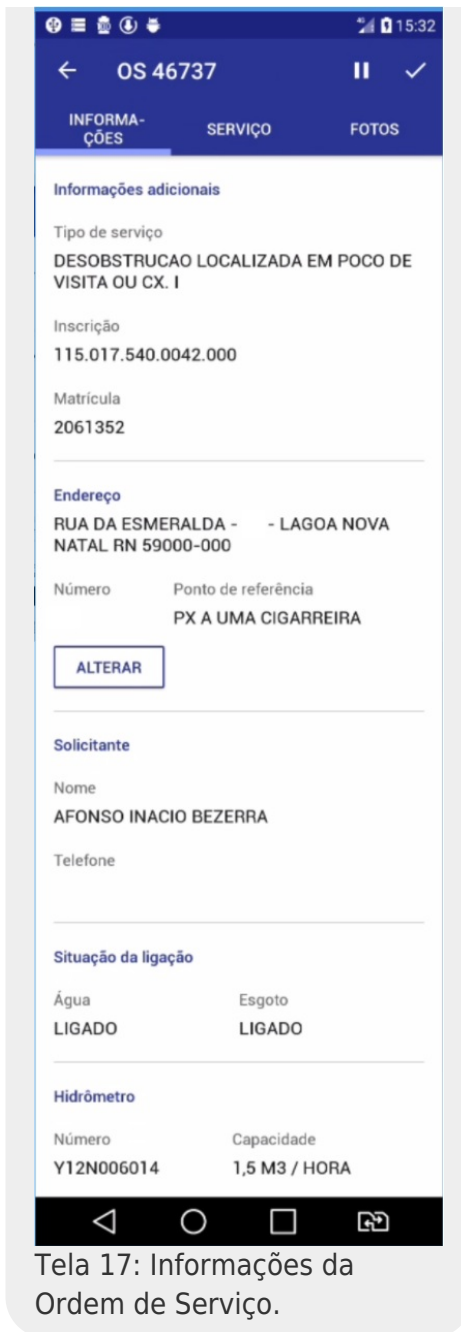 15:32
OS 46737
INFORMA-
ÇÕES
SERVIÇO
FOTOS
Informações adicionais
Tipo de serviço
DESOBSTRUCAO LOCALIZADA EM POCO DE
VISITA OU CX. I
Inscrição
115.017.540.0042.000
Matrícula
2061352
Endereço
RUA DA ESMERALDA - - LAGOA NOVA
NATAL RN 59000-000
Número Ponto de referência
PX A UMA CIGARREIRA
ALTERAR
Solicitante
Nome
AFONSO INACIO BEZERRA
Telefone
Situação da ligação
Água Esgoto
LIGADO LIGADO
Hidrômetro
Número Capacidade
Y12N006014 1,5 M3 / HORA
Tela 17: Informações da
Ordem de Serviço.